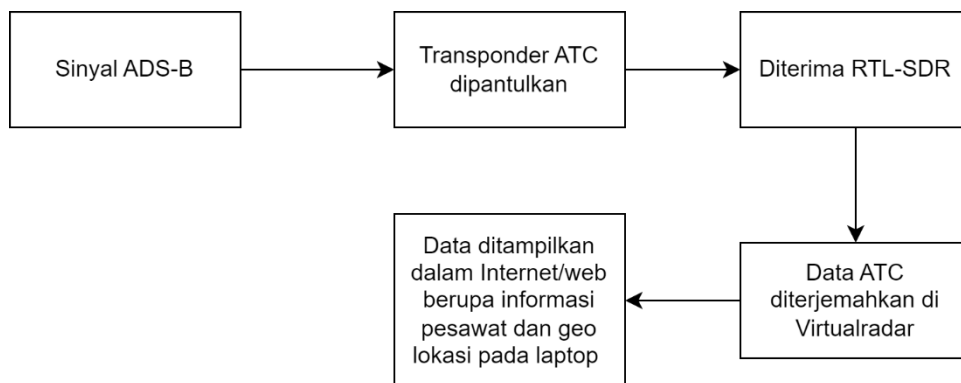 Sinyal ADS-B
Transponder ATC
dipantulkan
Diterima RTL-SDR
Data ATC
diterjemahkan di
Virtualradar
Data ditampilkan
dalam Internet/web
berupa informasi
pesawat dan geo
lokasi pada laptop